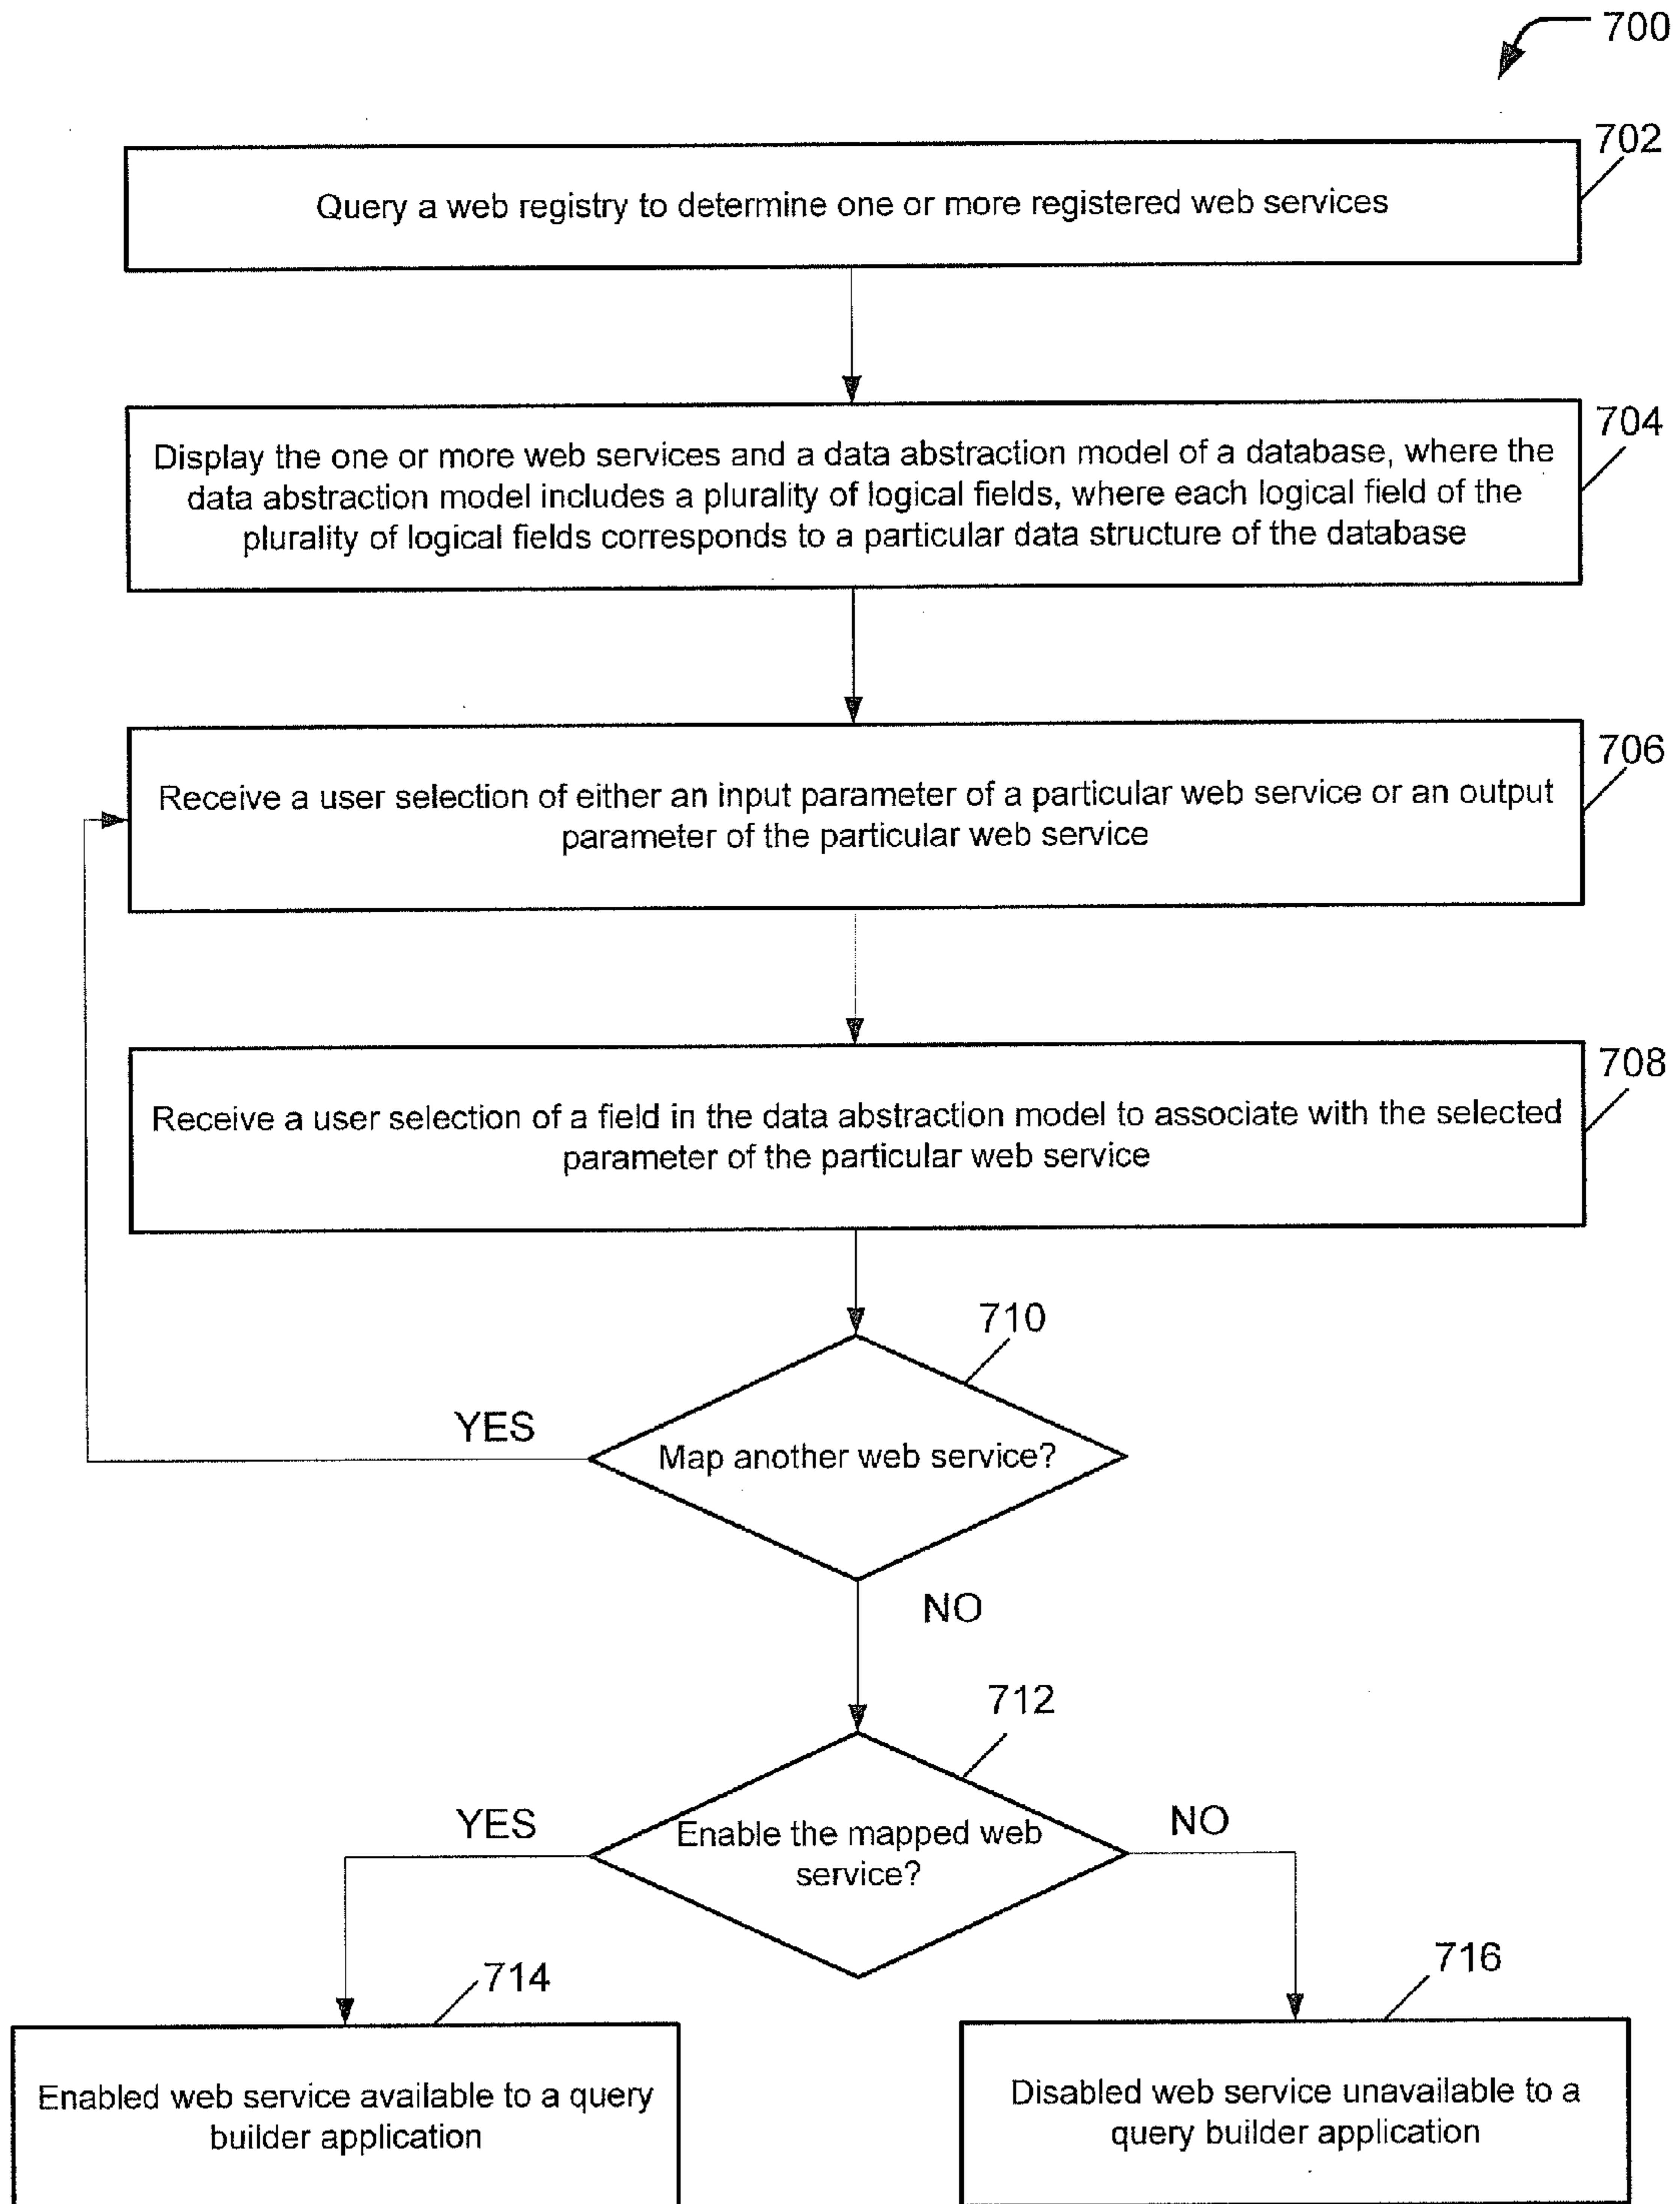 700
702
Query a web registry to determine one or more registered web services
704
Display the one or more web services and a data abstraction model of a database, where the
data abstraction model includes a plurality of logical fields, where each logical field of the
plurality of logical fields corresponds to a particular data structure of the database
706
Receive a user selection of either an input parameter of a particular web service or an output
parameter of the particular web service
708
Receive a user selection of a field in the data abstraction model to associate with the selected
parameter of the particular web service
710
YES
Map another web service?
NO
712
YES
NO
Enable the mapped web
service?
714
716
Enabled web service available to a query
builder application
Disabled web service unavailable to a
query builder application